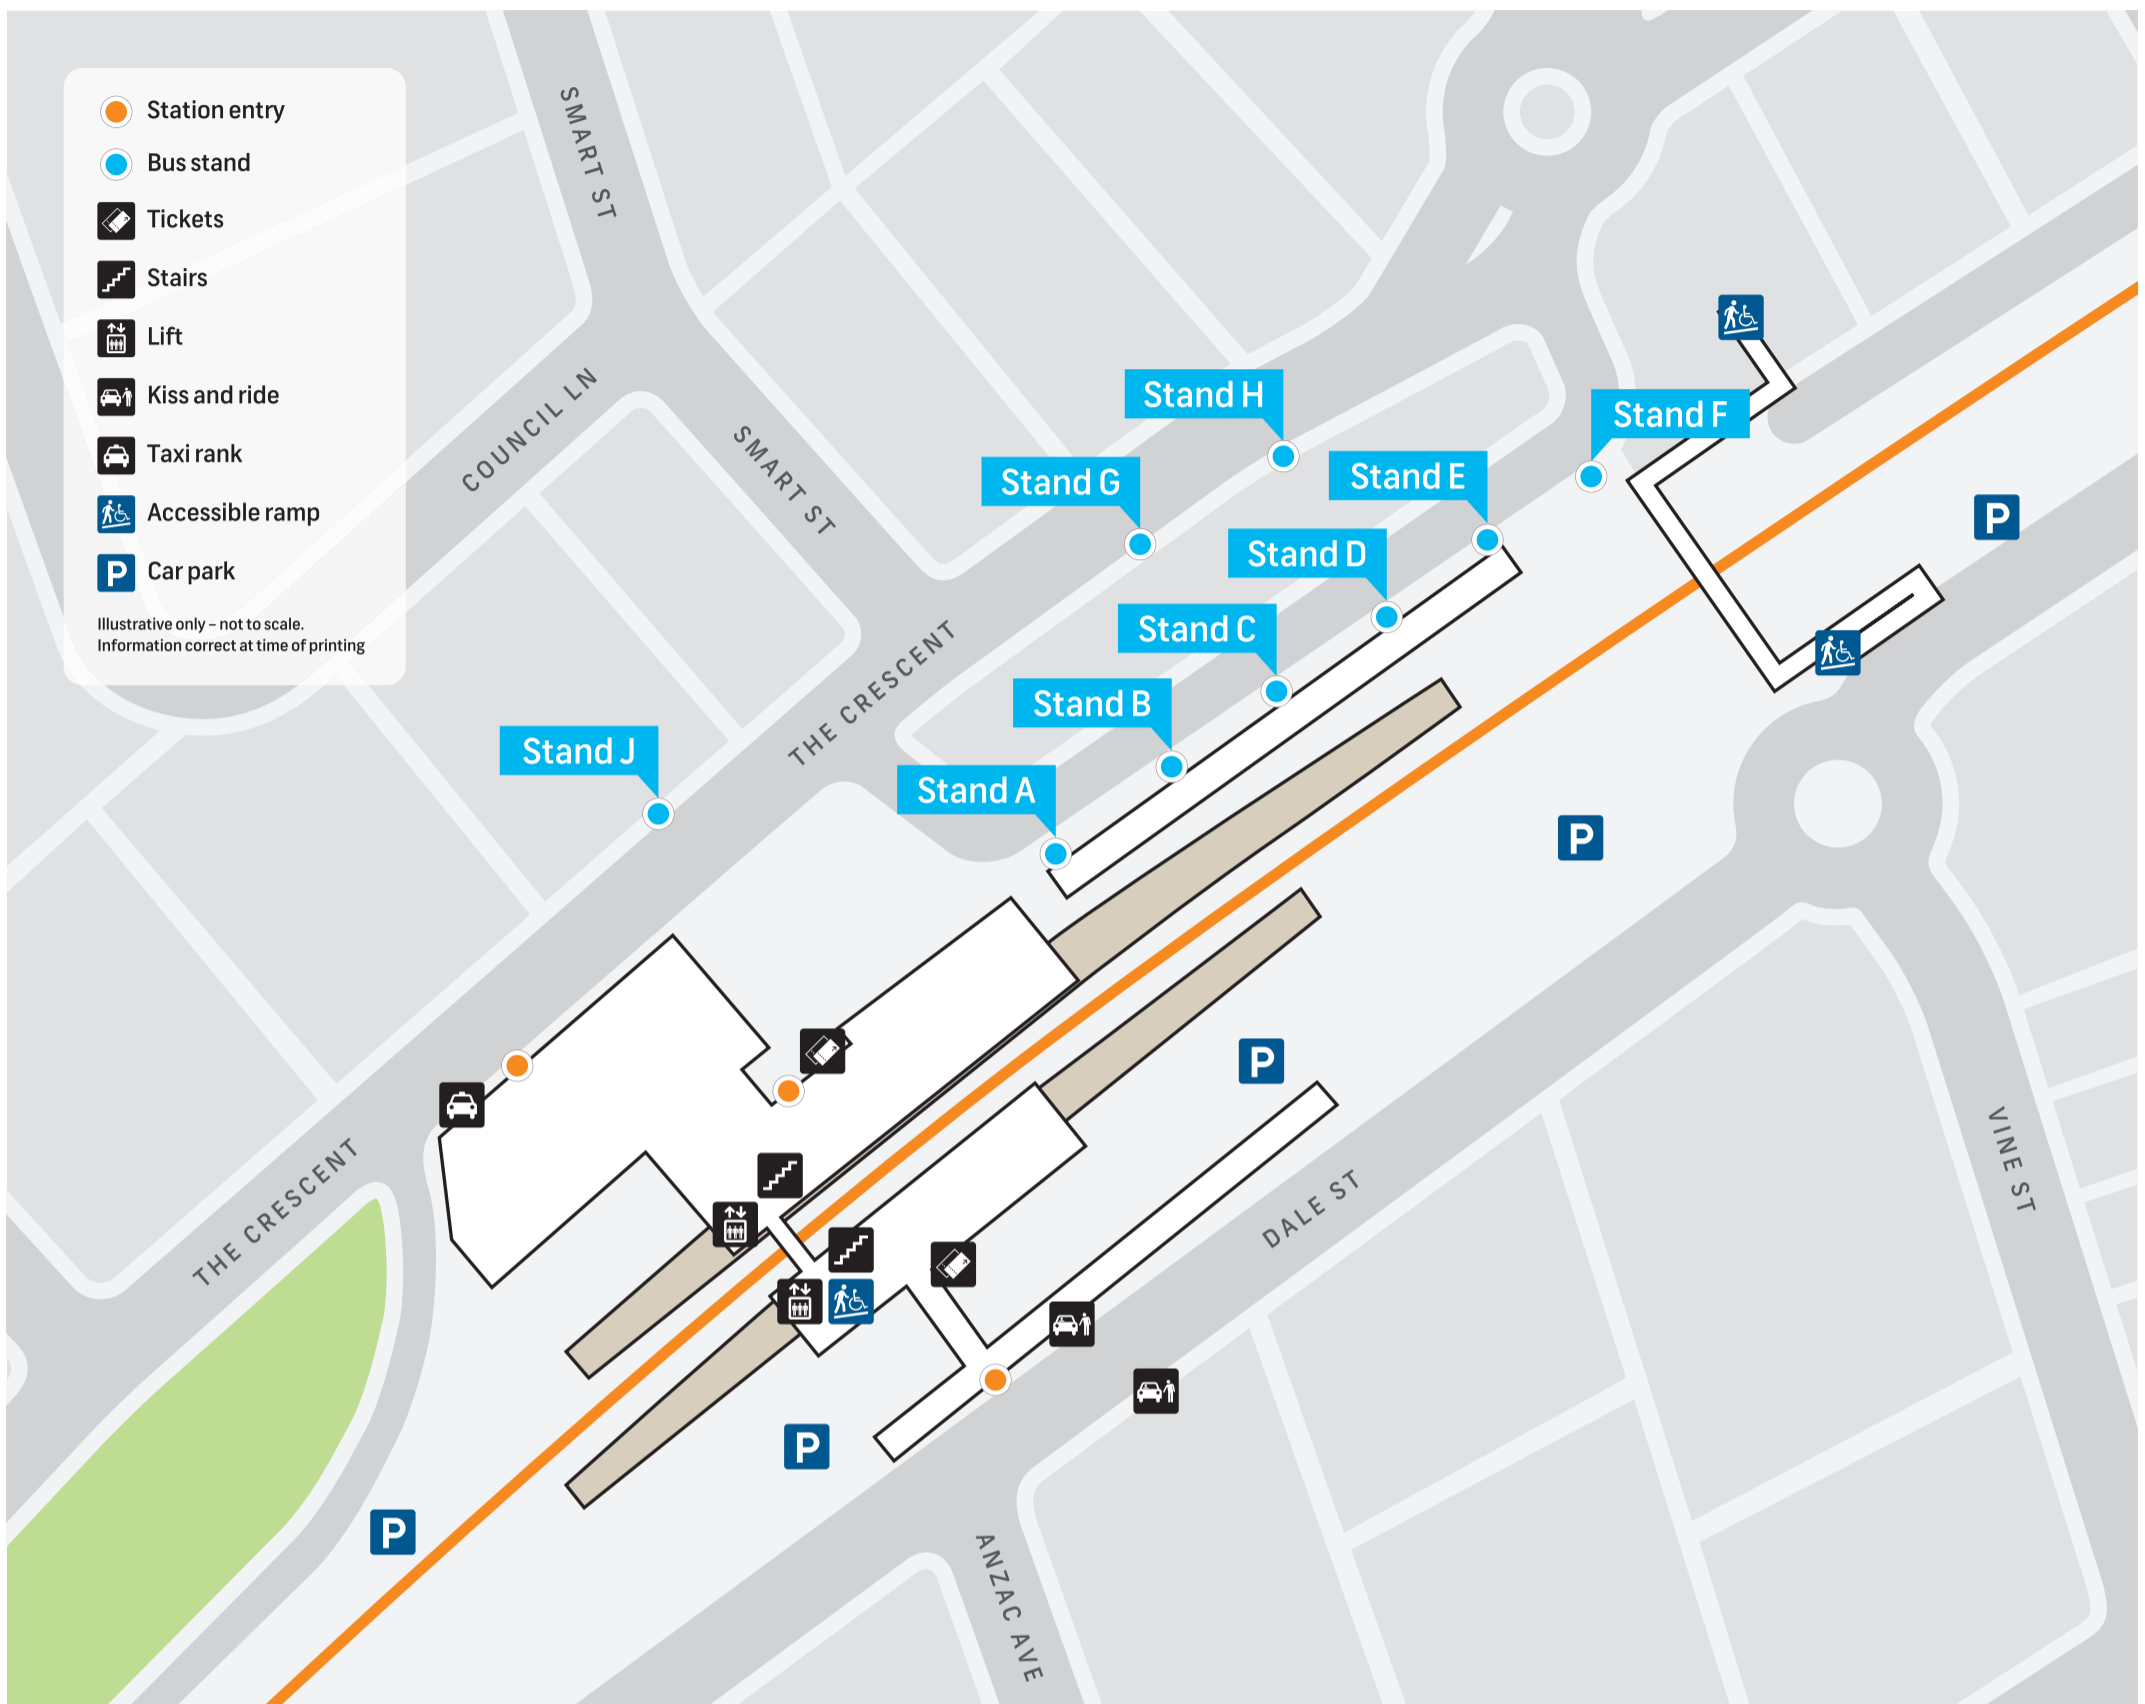 Station entry
Bus stand
Tickets
Stairs
Lift
Kiss and ride
Taxi rank
Accessible ramp
P
Car park
Illustrative only – not to scale.
Information correct at time of printing
SMART ST
COUNCIL LN
SMART ST
Stand H
Stand F
Stand G
Stand E
P
Stand D
Stand C
THE CRESCENT
Stand B
Stand J
Stand A
P
P
THE CRESCENT
DALE ST
VINE ST
P
P
ANZAC AVE